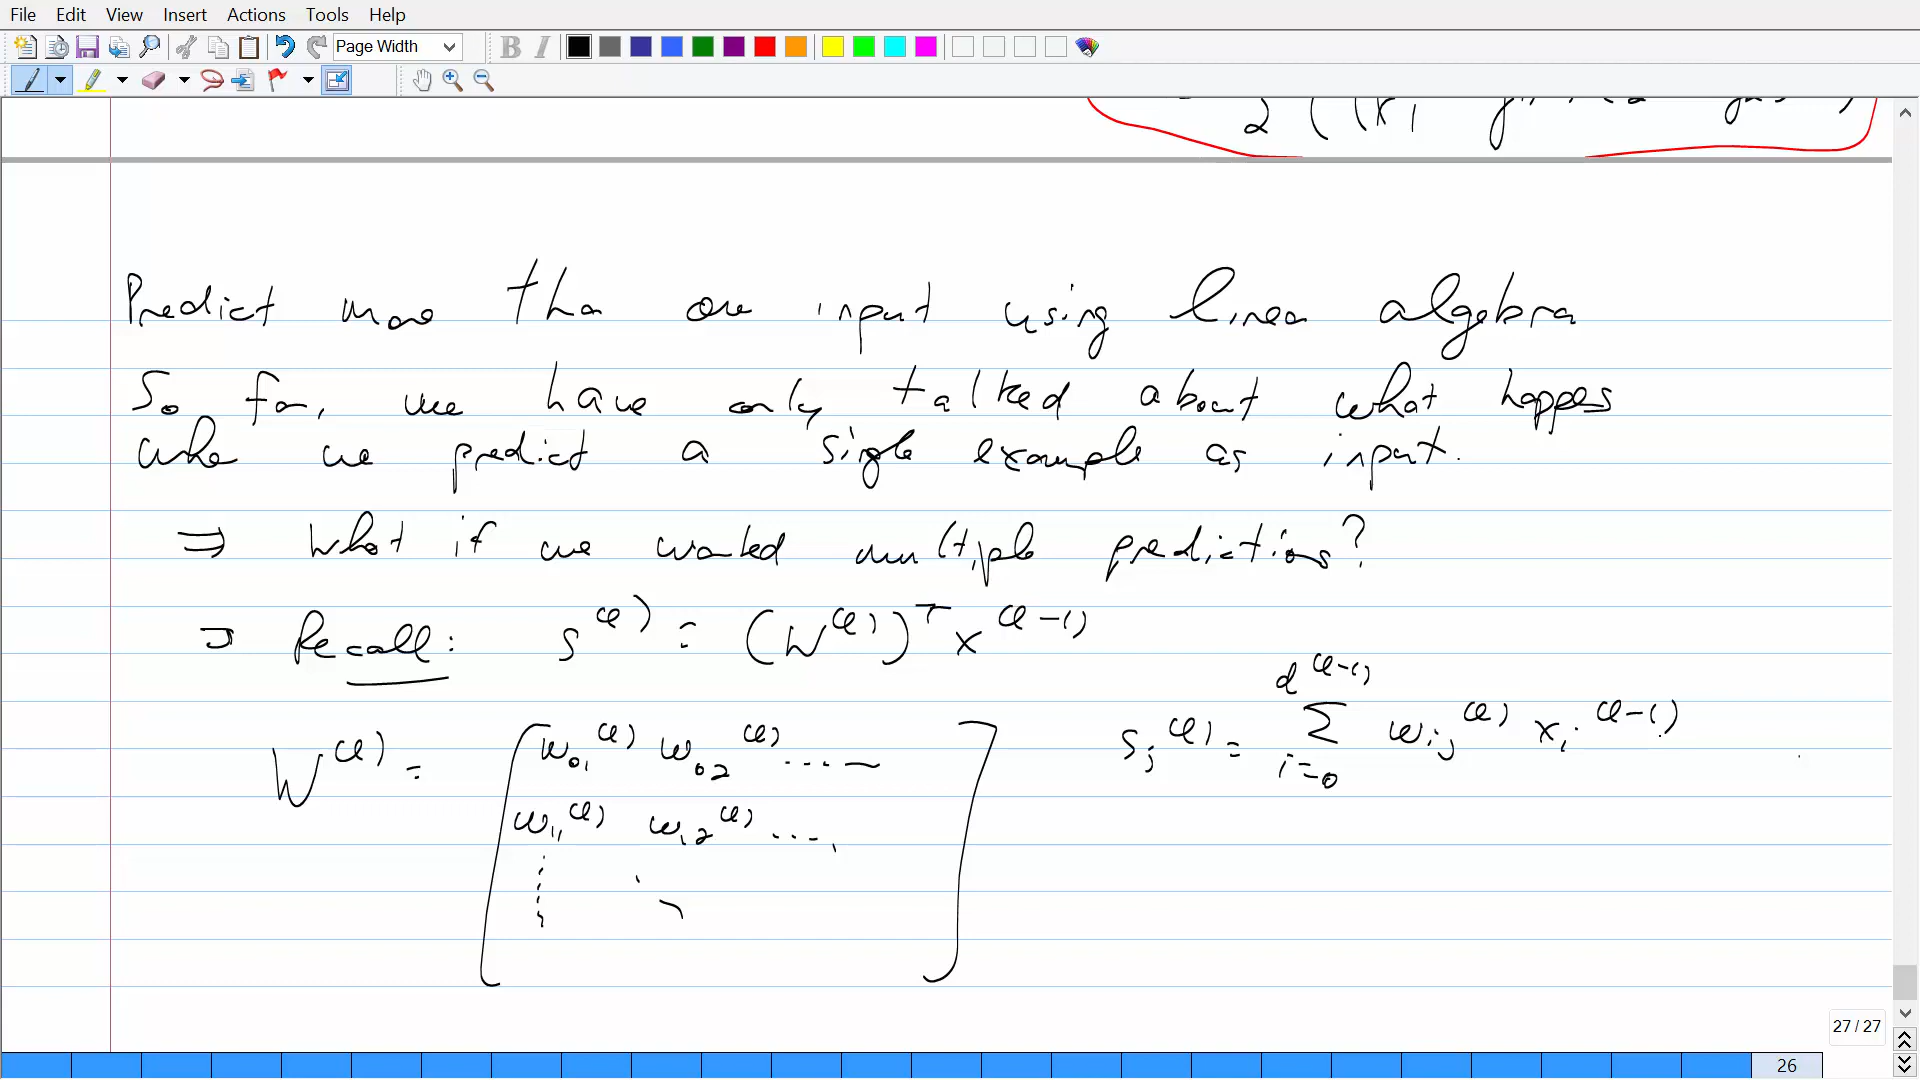 File Edit View Insert Actions Tools Help
Page Width B I
Predict more than one input using linear algebra
So far, we have only talked about what happens
when we predict a single example as input.
⇒ What if we wanted multiple predictions?
⇒ Recall: s^(l) = (W^(l))^T x^(l-1)
W^(l) = [ w_01^(l) w_02^(l) ....
w_11^(l) w_12^(l) .... ]
s_j^(l) = Σ_{i=0}^{d^(l-1)} w_ij^(l) x_i^(l-1)
27 / 27
26